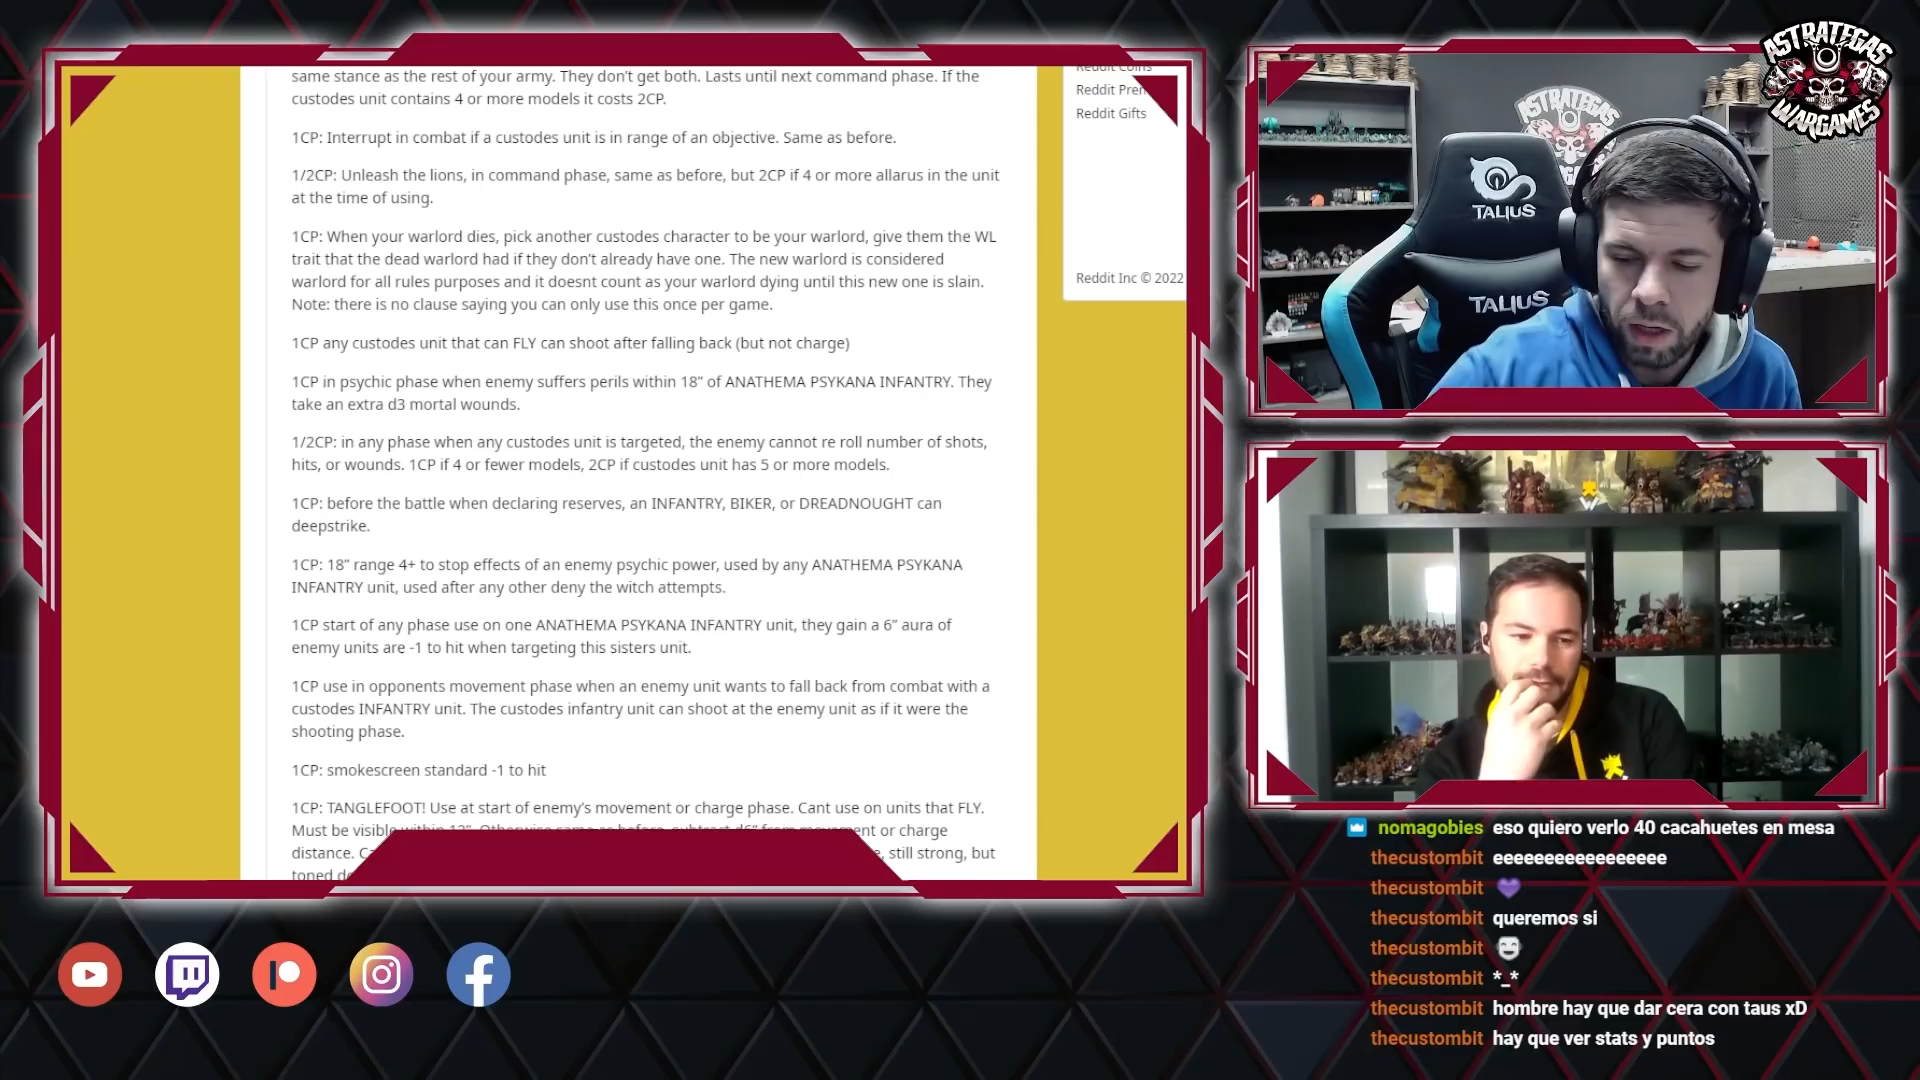 same stance as the rest of your army. They don't get both. Lasts until next command phase. If the
custodes unit contains 4 or more models it costs 2CP.
1CP: Interrupt in combat if a custodes unit is in range of an objective. Same as before.
1/2CP: Unleash the lions, in command phase, same as before, but 2CP if 4 or more allarus in the unit
at the time of using.
1CP: When your warlord dies, pick another custodes character to be your warlord, give them the WL
trait that the dead warlord had if they don't already have one. The new warlord is considered
warlord for all rules purposes and it doesnt count as your warlord dying until this new one is slain.
Note: there is no clause saying you can only use this once per game.
1CP any custodes unit that can FLY can shoot after falling back (but not charge)
1CP in psychic phase when enemy suffers perils within 18” of ANATHEMA PSYKANA INFANTRY. They
take an extra d3 mortal wounds.
1/2CP: in any phase when any custodes unit is targeted, the enemy cannot re roll number of shots,
hits, or wounds. 1CP if 4 or fewer models, 2CP if custodes unit has 5 or more models.
1CP: before the battle when declaring reserves, an INFANTRY, BIKER, or DREADNOUGHT can
deepstrike.
1CP: 18” range 4+ to stop effects of an enemy psychic power, used by any ANATHEMA PSYKANA
INFANTRY unit, used after any other deny the witch attempts.
1CP start of any phase use on one ANATHEMA PSYKANA INFANTRY unit, they gain a 6” aura of
enemy units are -1 to hit when targeting this sisters unit.
1CP use in opponents movement phase when an enemy unit wants to fall back from combat with a
custodes INFANTRY unit. The custodes infantry unit can shoot at the enemy unit as if it were the
shooting phase.
1CP: smokescreen standard -1 to hit
1CP: TANGLEFOOT! Use at start of enemy’s movement or charge phase. Cant use on units that FLY.
Must be visible within 12”. Otherwise same as before, subtract d6” from movement or charge
distance. still strong, but
toned
Reddit Coins
Reddit
Reddit Gifts
Reddit Inc © 2022
ASTRATEGAS
WARGAMES
ASTRATEGAS
TALIUS
TALIUS
nomagobies eso quiero verlo 40 cacahuetes en mesa
thecustombit eeeeeeeeeeeeeeeee
thecustombit
thecustombit queremos si
thecustombit
thecustombit *_*
thecustombit hombre hay que dar cera con taus xD
thecustombit hay que ver stats y puntos